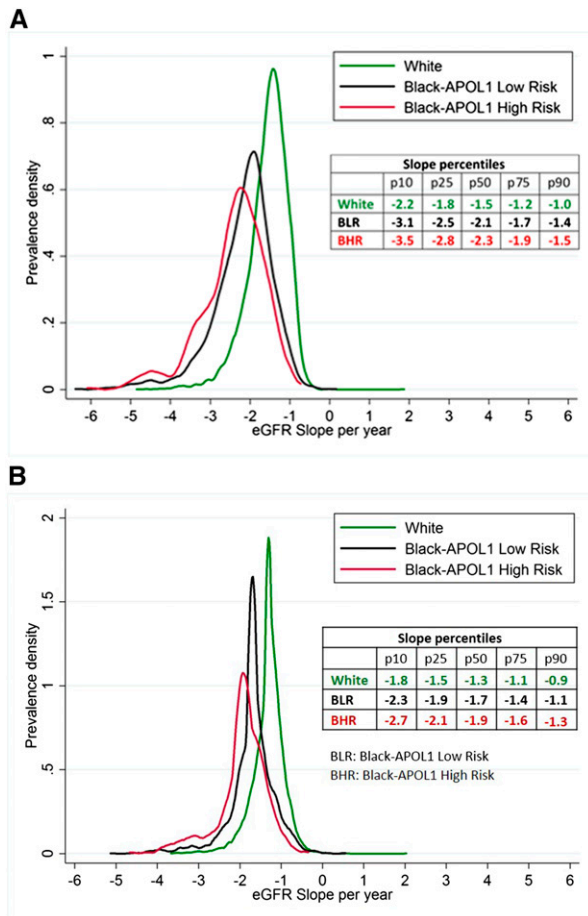 A
White
Black-APOL1 Low Risk
Black-APOL1 High Risk
Slope percentiles
p10 p25 p50 p75 p90
White -2.2 -1.8 -1.5 -1.2 -1.0
BLR -3.1 -2.5 -2.1 -1.7 -1.4
BHR -3.5 -2.8 -2.3 -1.9 -1.5
Prevalence density
1
.8
.6
.4
.2
0
-6 -5 -4 -3 -2 -1 0 1 2 3 4 5 6
eGFR Slope per year
B
White
Black-APOL1 Low Risk
Black-APOL1 High Risk
Slope percentiles
p10 p25 p50 p75 p90
White -1.8 -1.5 -1.3 -1.1 -0.9
BLR -2.3 -1.9 -1.7 -1.4 -1.1
BHR -2.7 -2.1 -1.9 -1.6 -1.3
BLR: Black-APOL1 Low Risk
BHR: Black-APOL1 High Risk
Prevalence density
2
1.5
1
.5
0
-6 -5 -4 -3 -2 -1 0 1 2 3 4 5 6
eGFR Slope per year